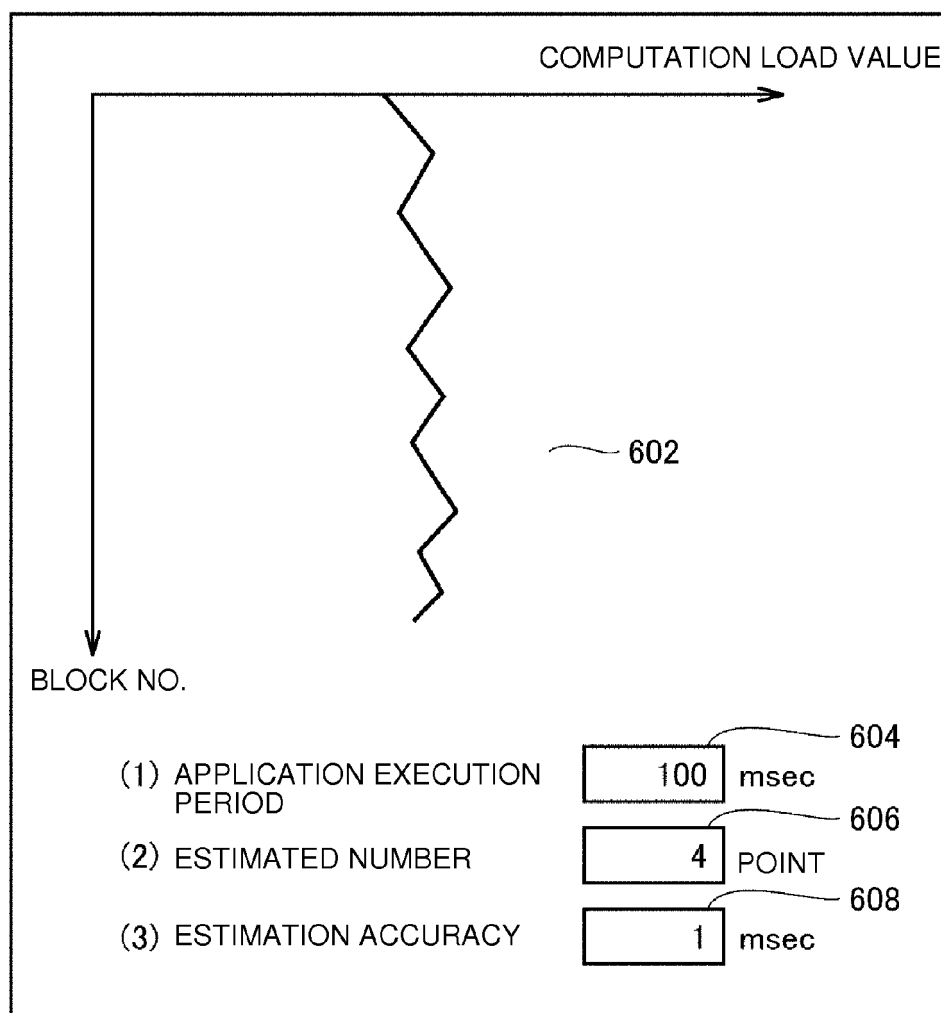 COMPUTATION LOAD VALUE
602
BLOCK NO.
604
(1) APPLICATION EXECUTION PERIOD 100 msec
606
(2) ESTIMATED NUMBER 4 POINT
608
(3) ESTIMATION ACCURACY 1 msec